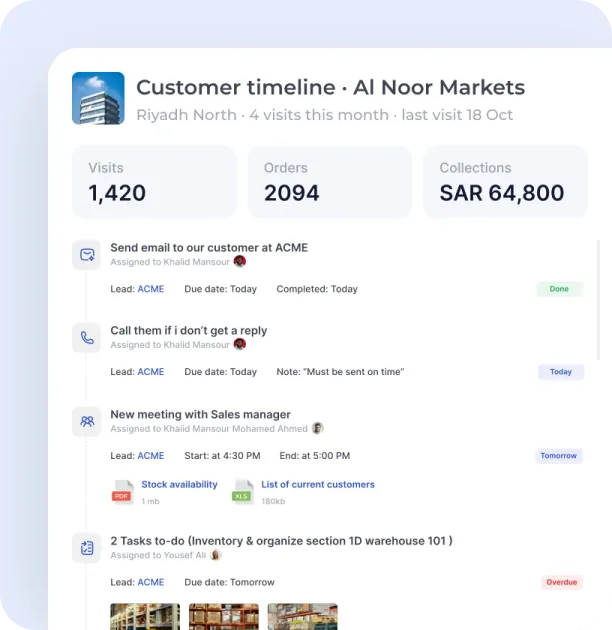 Customer timeline · Al Noor Markets
Riyadh North · 4 visits this month · last visit 18 Oct
Visits
1,420
Orders
2094
Collections
SAR 64,800
Send email to our customer at ACME
Assigned to Khalid Mansour
Lead: ACME Due date: Today Completed: Today
Done
Call them if i don’t get a reply
Assigned to Khalid Mansour
Lead: ACME Due date: Today Note: “Must be sent on time”
Today
New meeting with Sales manager
Assigned to Khalid Mansour Mohamed Ahmed
Lead: ACME Start: at 4:30 PM End: at 5:00 PM
Tomorrow
PDF
Stock availability
1 mb
XLS
List of current customers
180kb
2 Tasks to-do (Inventory & organize section 1D warehouse 101 )
Assigned to Yousef Ali
Lead: ACME Due date: Tomorrow
Overdue